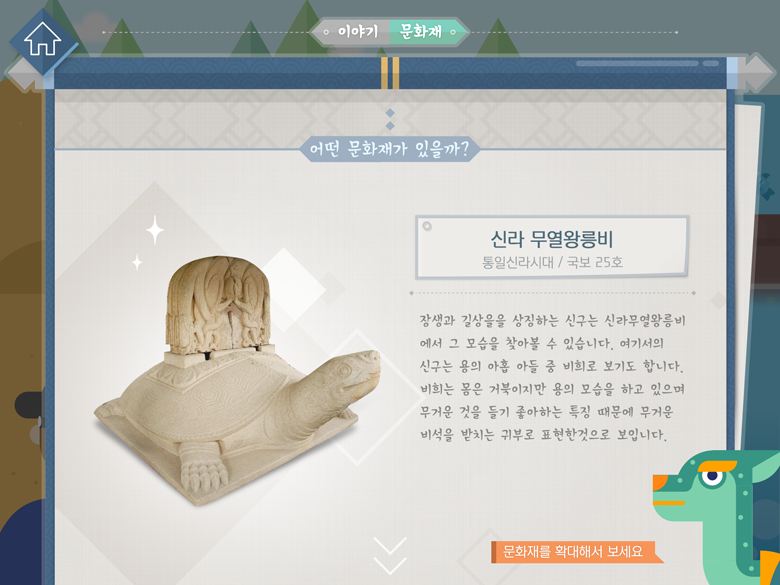 이야기 문화재
어떤 문화재가 있을까?
신라 무열왕릉비
통일신라시대 / 국보 25호
장생과 길상을을 상징하는 신구는 신라무열왕릉비
에서 그 모습을 찾아볼 수 있습니다. 여기서의
신구는 용의 아홉 아들 중 비희로 보기도 합니다.
비희는 몸은 거북이지만 용의 모습을 하고 있으며
무거운 것을 들기 좋아하는 특징 때문에 무거운
비석을 받치는 귀부로 표현한것으로 보입니다.
문화재를 확대해서 보세요